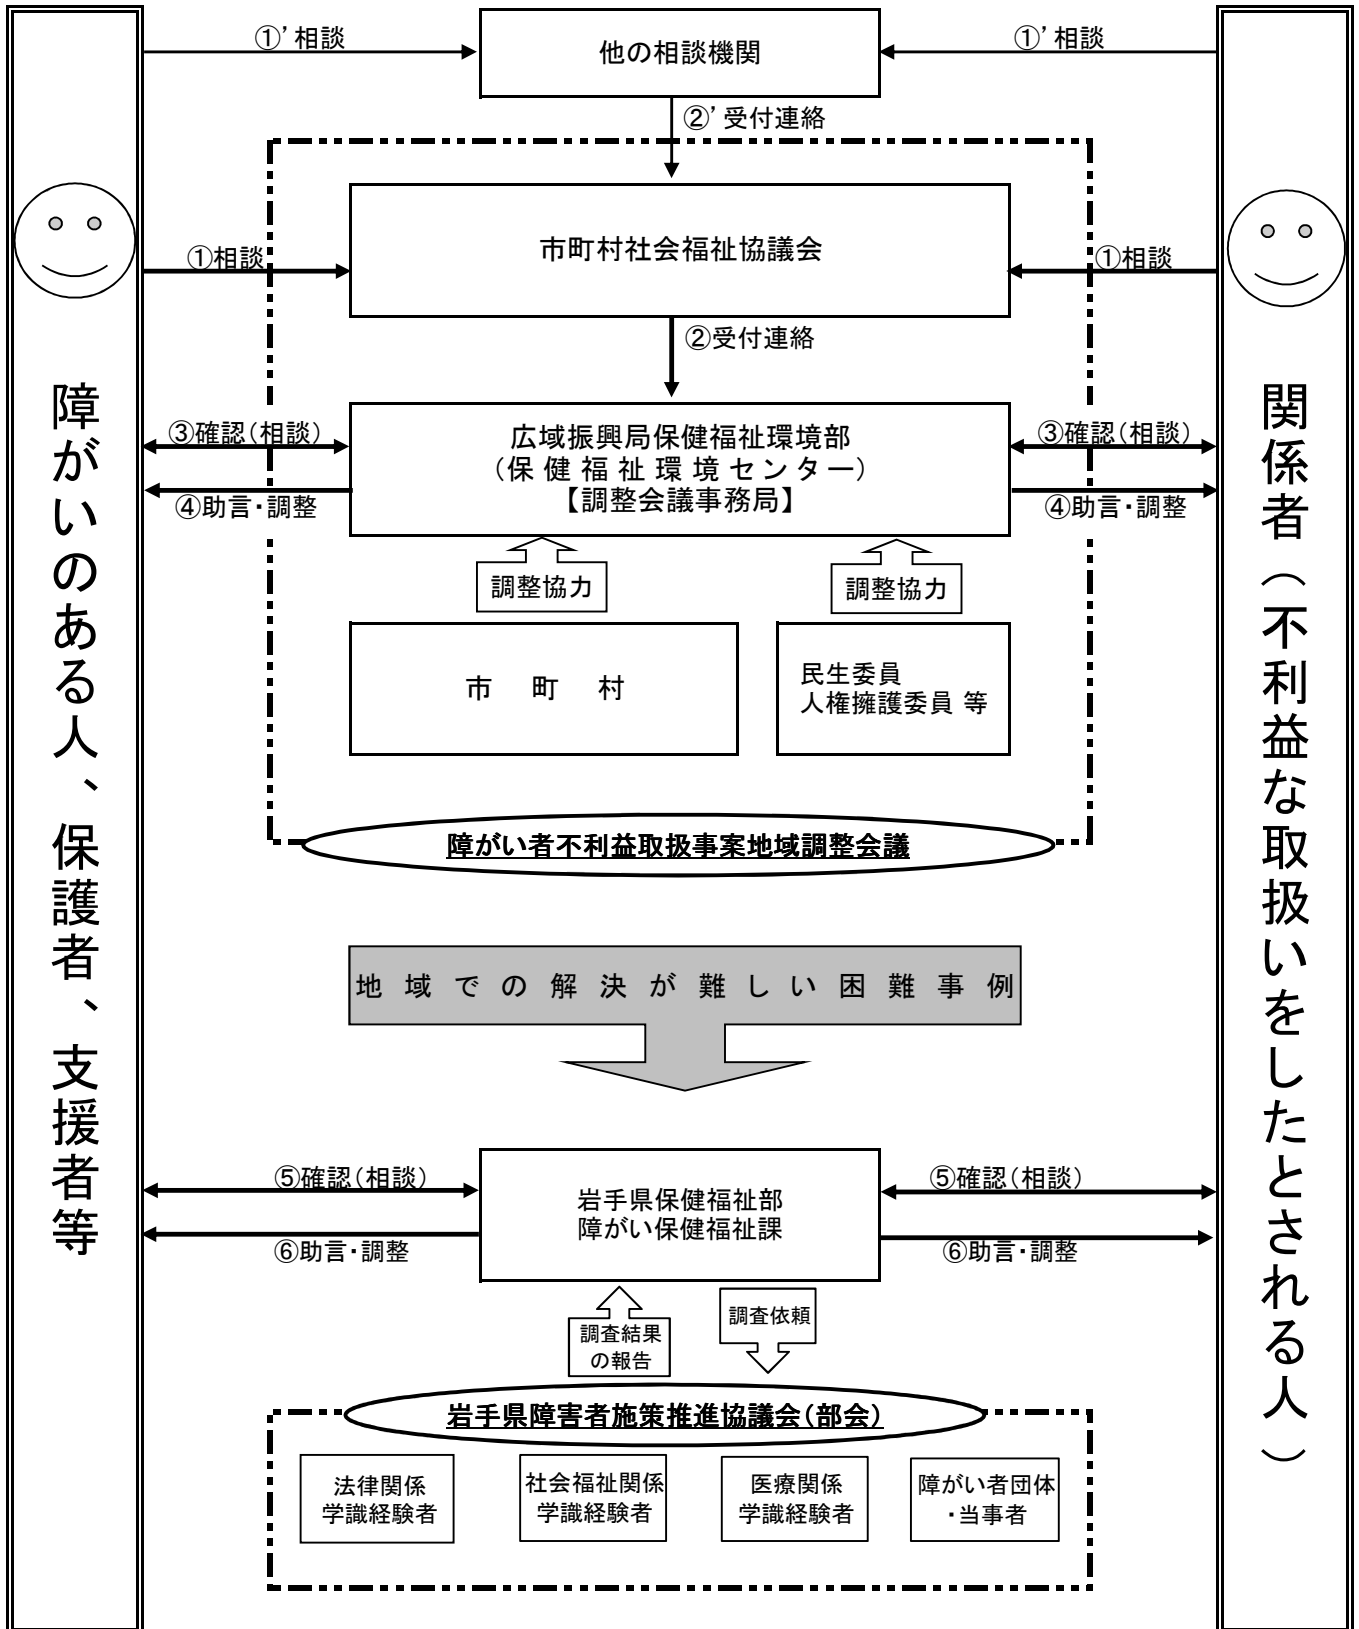 障がいのある人、保護者、支援者等
関係者（不利益な取扱いをしたとされる人）
①’相談
他の相談機関
①’相談
②’受付連絡
市町村社会福祉協議会
①相談
①相談
②受付連絡
広域振興局保健福祉環境部
（保健福祉環境センター）
【調整会議事務局】
③確認（相談）
③確認（相談）
④助言・調整
④助言・調整
調整協力
調整協力
市　町　村
民生委員
人権擁護委員 等
障がい者不利益取扱事案地域調整会議
地域での解決が難しい困難事例
岩手県保健福祉部
障がい保健福祉課
⑤確認（相談）
⑤確認（相談）
⑥助言・調整
⑥助言・調整
調査結果
の報告
調査依頼
岩手県障害者施策推進協議会（部会）
法律関係
学識経験者
社会福祉関係
学識経験者
医療関係
学識経験者
障がい者団体
・当事者